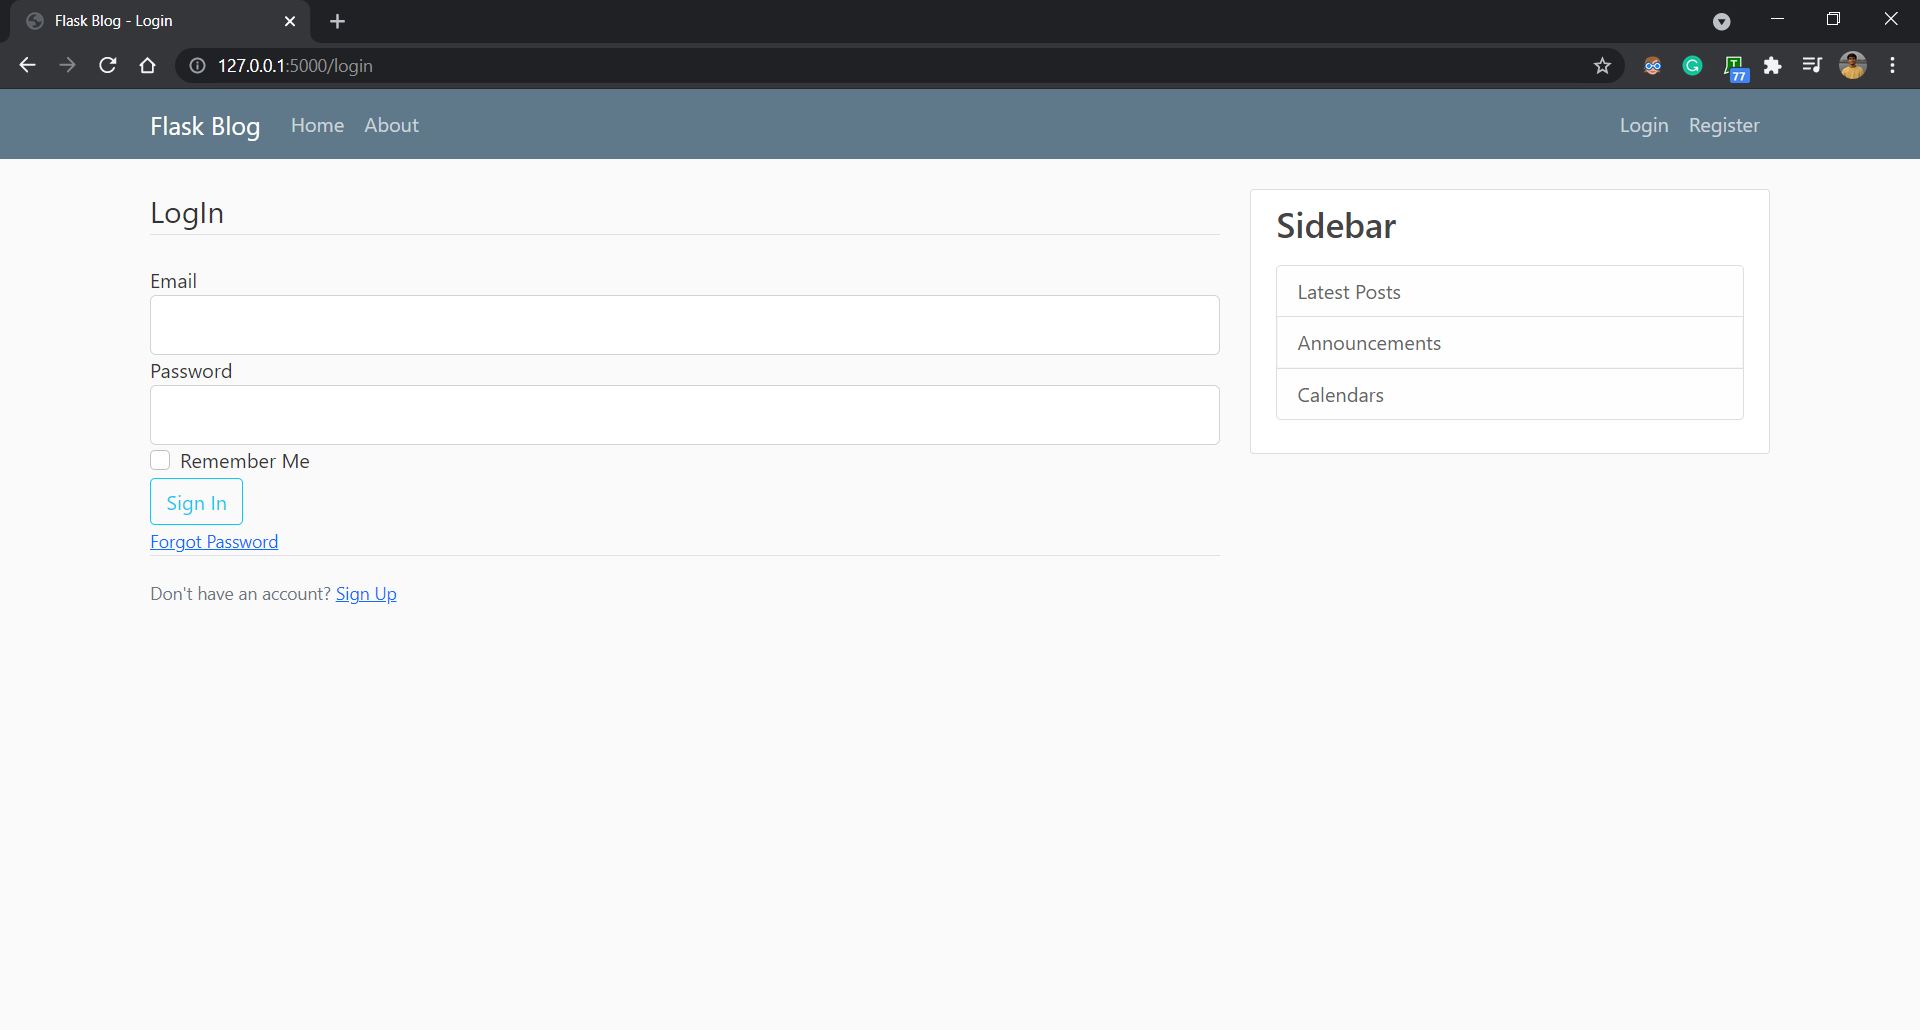 Flask Blog - Login
127.0.0.1:5000/login
77
Flask Blog Home About Login Register
LogIn
Email
Password
Remember Me
Sign In
Forgot Password
Don't have an account? Sign Up
Sidebar
Latest Posts
Announcements
Calendars